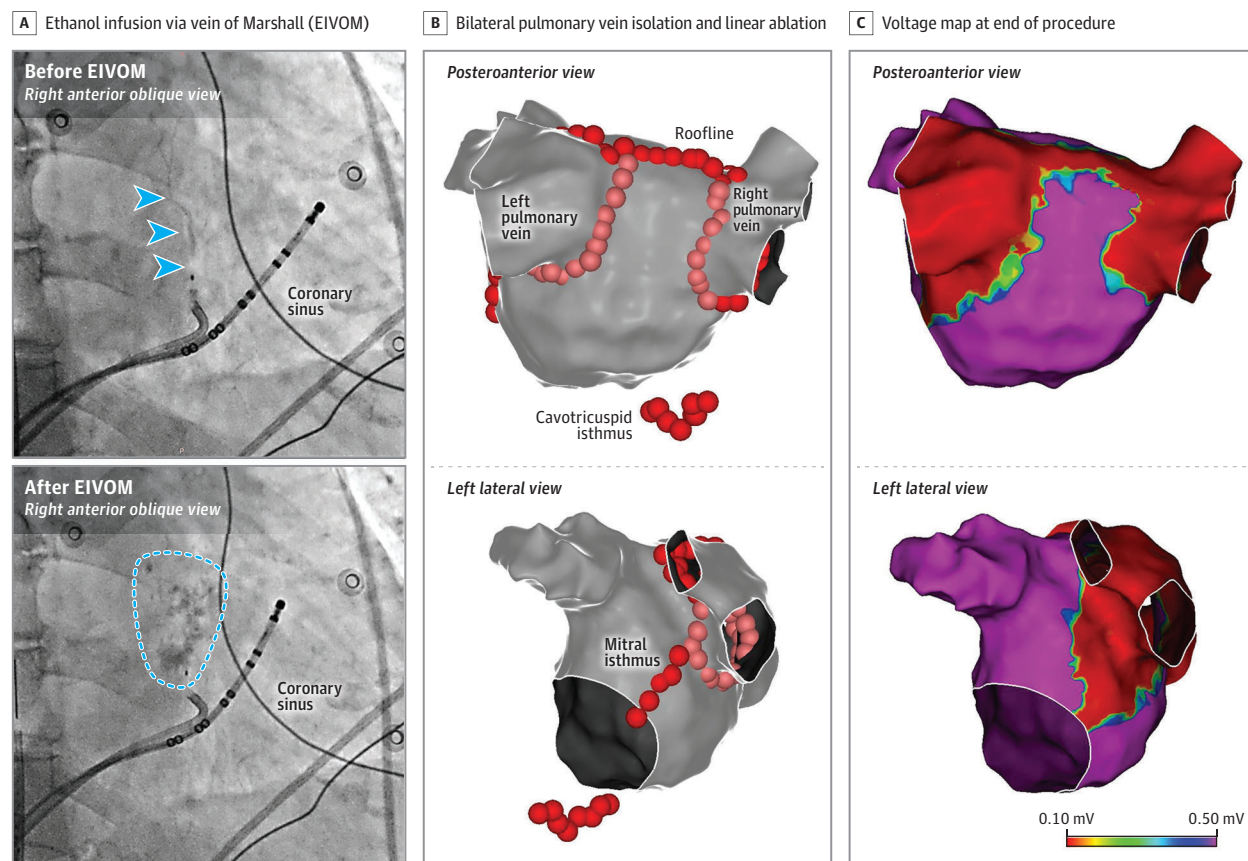 A Ethanol infusion via vein of Marshall (EIVOM)
Before EIVOM
Right anterior oblique view
Coronary
sinus
P
After EIVOM
Right anterior oblique view
Coronary
sinus
B Bilateral pulmonary vein isolation and linear ablation
Posteroanterior view
Roofline
Left
pulmonary
vein
Right
pulmonary
vein
Cavotricuspid
isthmus
Left lateral view
Mitral
isthmus
C Voltage map at end of procedure
Posteroanterior view
Left lateral view
0.10 mV
0.50 mV